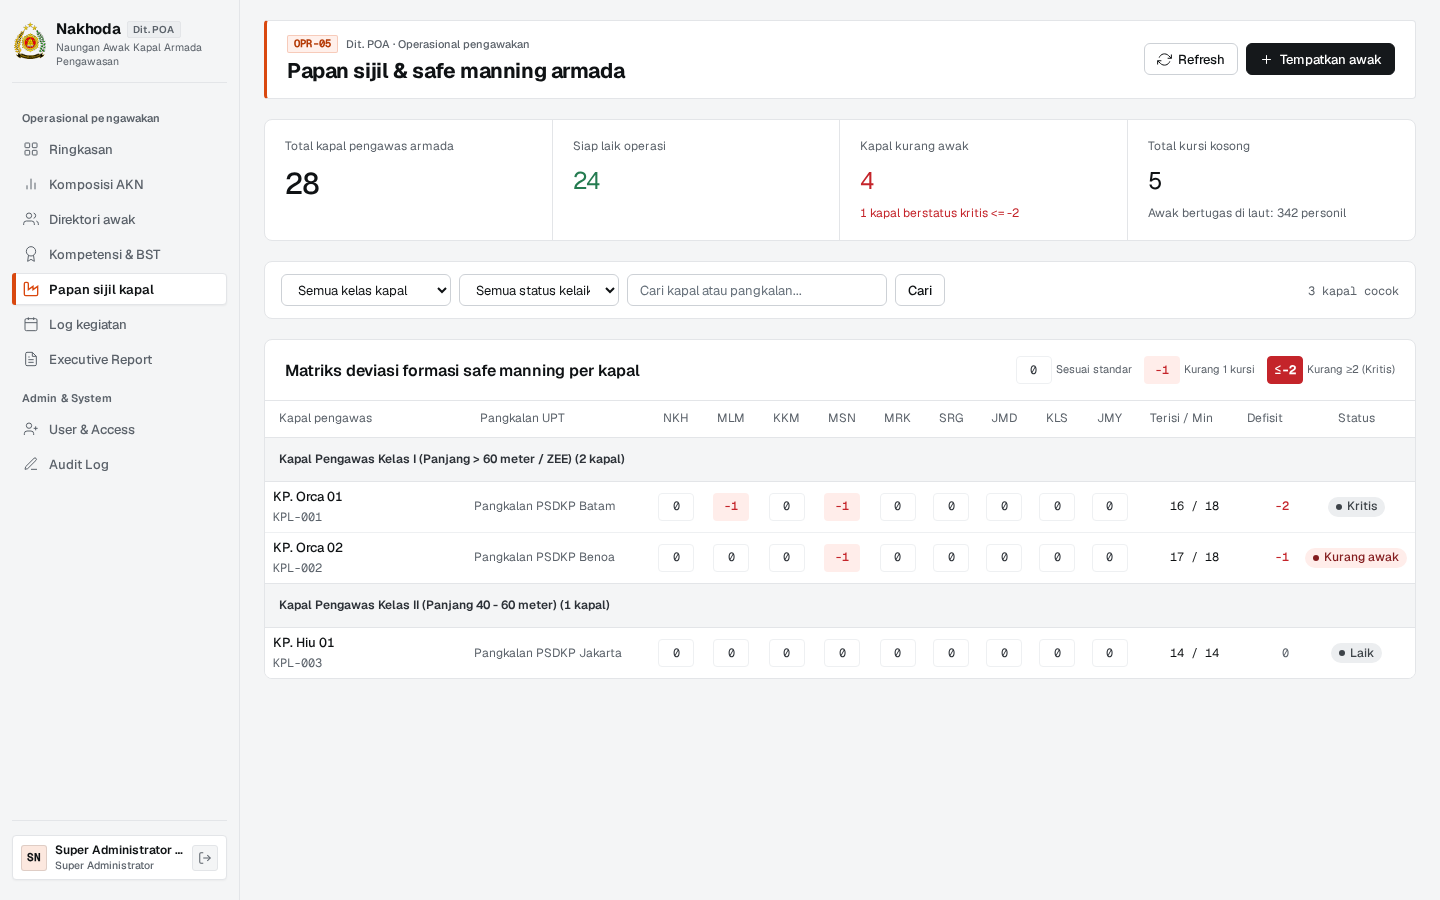 Nakhoda Dit. POA
Naungan Awak Kapal Armada
Pengawasan
Operasional pengawakan
Ringkasan
Komposisi AKN
Direktori awak
Kompetensi & BST
Papan sijil kapal
Log kegiatan
Executive Report
Admin & System
User & Access
Audit Log
SN
Super Administrator ...
Super Administrator
OPR-05 Dit. POA · Operasional pengawakan
Papan sijil & safe manning armada
Refresh
Tempatkan awak
Total kapal pengawas armada
28
Siap laik operasi
24
Kapal kurang awak
4
1 kapal berstatus kritis <= -2
Total kursi kosong
5
Awak bertugas di laut: 342 personil
Semua kelas kapal
Semua status kelaik
Cari kapal atau pangkalan...
Cari
3 kapal cocok
Matriks deviasi formasi safe manning per kapal
0 Sesuai standar -1 Kurang 1 kursi ≤-2 Kurang ≥2 (Kritis)
Kapal pengawas Pangkalan UPT NKH MLM KKM MSN MRK SRG JMD KLS JMY Terisi / Min Defisit Status
Kapal Pengawas Kelas I (Panjang > 60 meter / ZEE) (2 kapal)
KP. Orca 01
KPL-001
Pangkalan PSDKP Batam 0 -1 0 -1 0 0 0 0 0 16 / 18 -2 Kritis
KP. Orca 02
KPL-002
Pangkalan PSDKP Benoa 0 0 0 -1 0 0 0 0 0 17 / 18 -1 Kurang awak
Kapal Pengawas Kelas II (Panjang 40 - 60 meter) (1 kapal)
KP. Hiu 01
KPL-003
Pangkalan PSDKP Jakarta 0 0 0 0 0 0 0 0 0 14 / 14 0 Laik